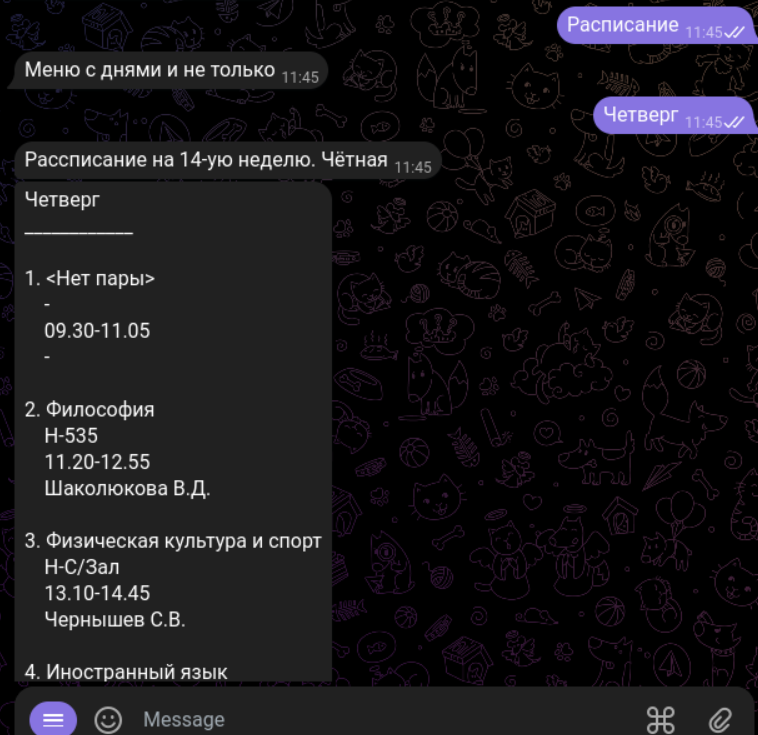 Расписание 11:45
Меню с днями и не только 11:45
Четверг 11:45
Рассписание на 14-ую неделю. Чётная 11:45
Четверг
____________
1. <Нет пары>
-
09.30-11.05
-
2. Философия
Н-535
11.20-12.55
Шаколюкова В.Д.
3. Физическая культура и спорт
Н-С/Зал
13.10-14.45
Чернышев С.В.
4. Иностранный язык
Message